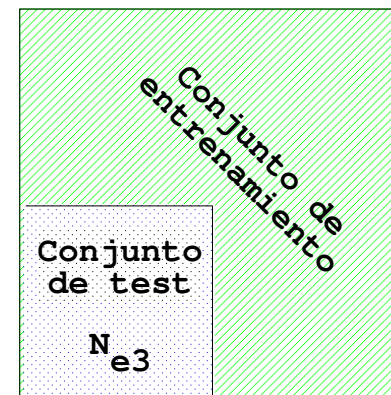 Conjunto de
entrenamiento
Conjunto
de test
Ne3